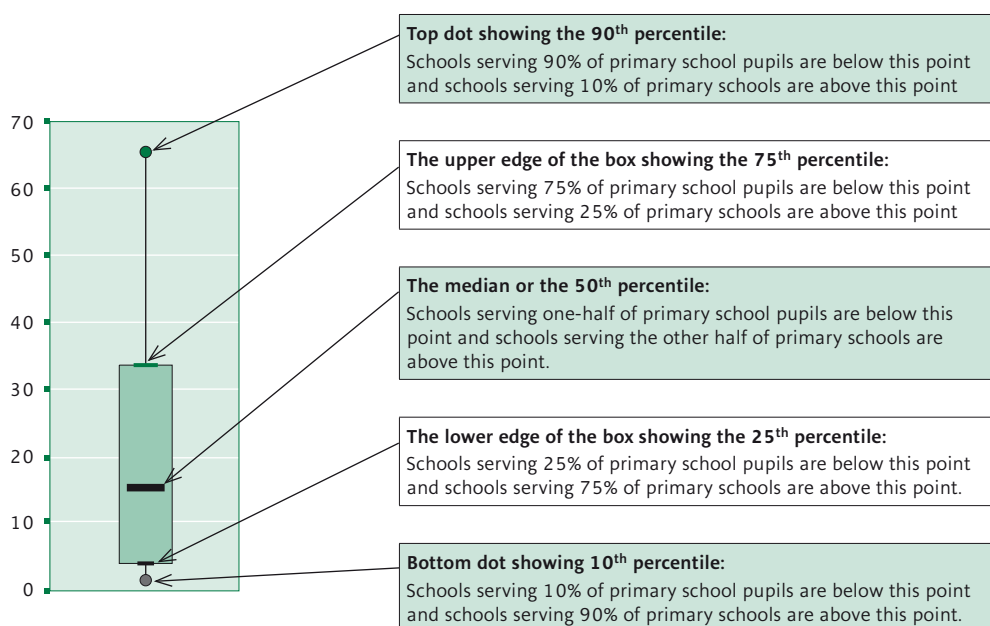 Top dot showing the 90th percentile:
Schools serving 90% of primary school pupils are below this point
and schools serving 10% of primary schools are above this point
70
60
50
40
30
20
10
0
The upper edge of the box showing the 75th percentile:
Schools serving 75% of primary school pupils are below this point
and schools serving 25% of primary schools are above this point
The median or the 50th percentile:
Schools serving one-half of primary school pupils are below this
point and schools serving the other half of primary schools are
above this point.
The lower edge of the box showing the 25th percentile:
Schools serving 25% of primary school pupils are below this point
and schools serving 75% of primary schools are above this point.
Bottom dot showing 10th percentile:
Schools serving 10% of primary school pupils are below this point
and schools serving 90% of primary schools are above this point.